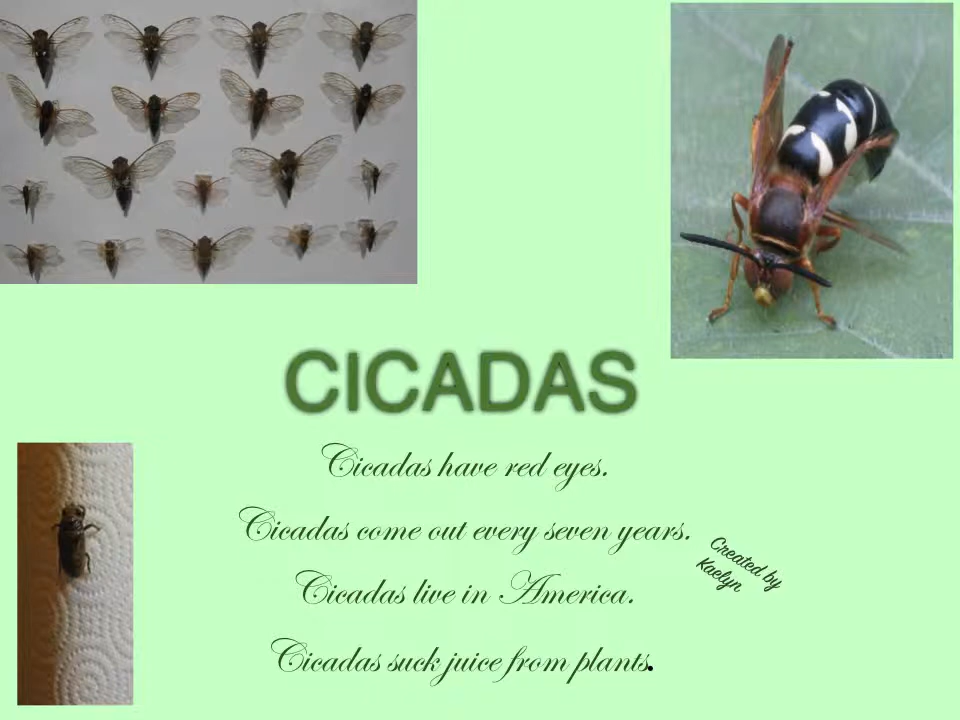 CICADAS
Cicadas have red eyes.
Cicadas come out every seven years.
Cicadas live in America.
Cicadas suck juice from plants.
Created by
Kaelyn